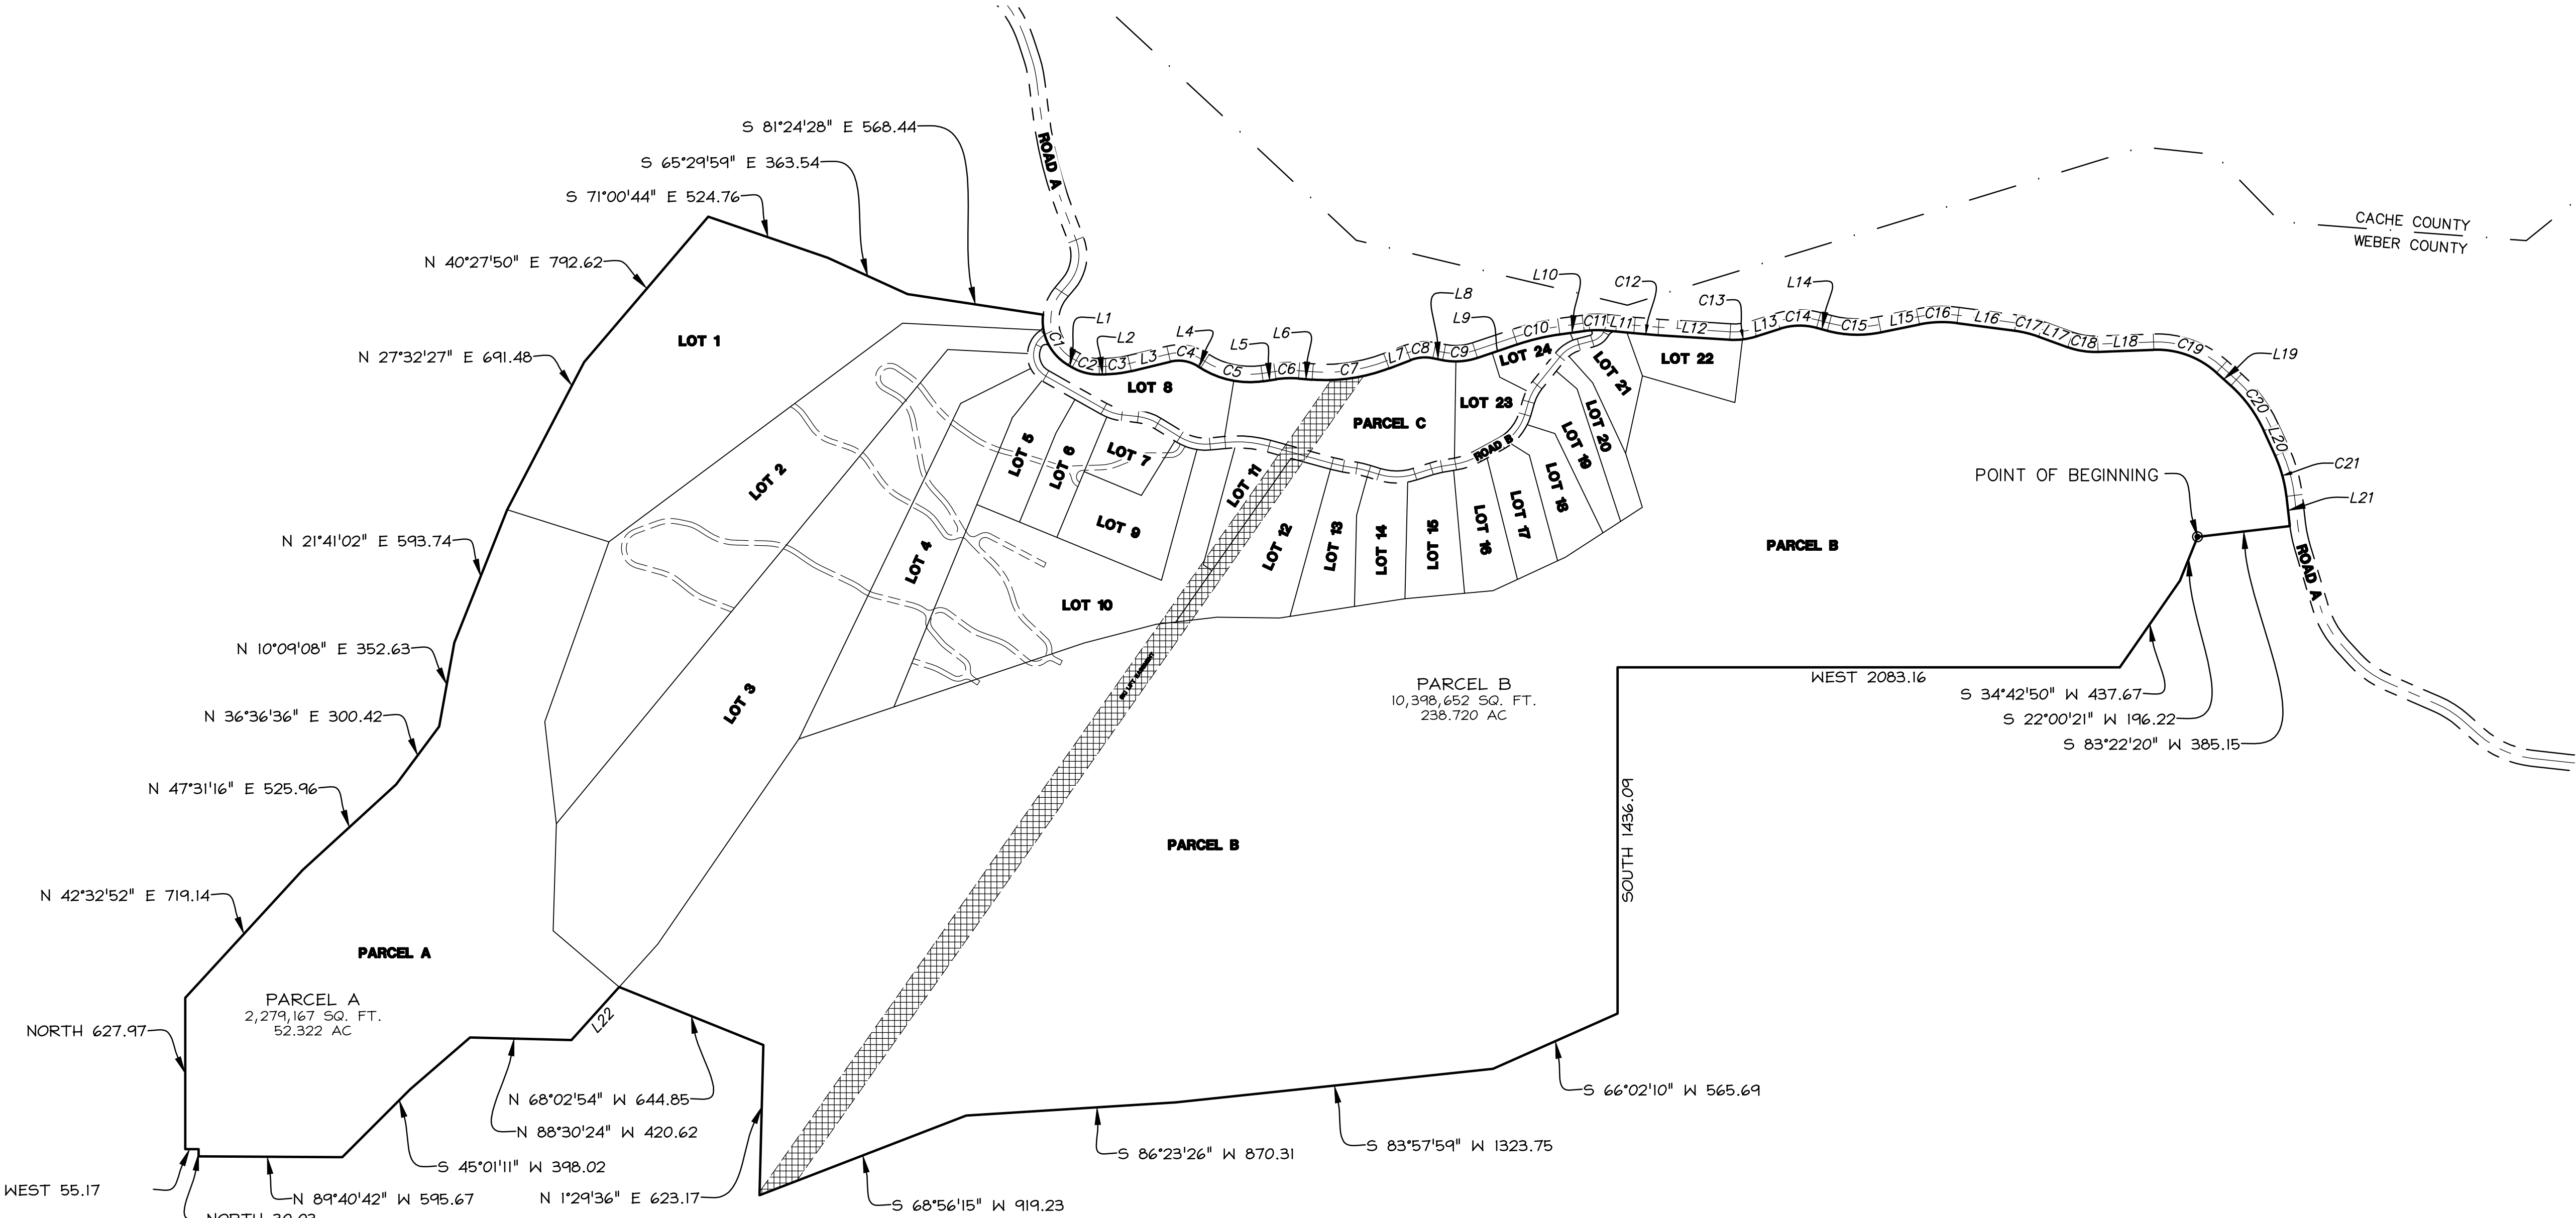 S 81°24'28" E 568.44
S 65°29'59" E 363.54
S 71°00'44" E 524.76
N 40°27'50" E 792.62
N 27°32'27" E 691.48
N 21°41'02" E 593.74
N 10°09'08" E 352.63
N 36°36'36" E 300.42
N 47°31'16" E 525.96
N 42°32'52" E 719.14
NORTH 627.97
WEST 55.17
N 89°40'42" W 595.67
S 45°01'11" W 398.02
N 88°30'24" W 420.62
N 68°02'54" W 644.85
N 1°29'36" E 623.17
S 68°56'15" W 919.23
S 86°23'26" W 870.31
S 83°57'59" W 1323.75
S 66°02'10" W 565.69
SOUTH 1436.09
WEST 2083.16
S 34°42'50" W 437.67
S 22°00'21" W 196.22
S 83°22'20" W 385.15
POINT OF BEGINNING
CACHE COUNTY
WEBER COUNTY
ROAD A
ROAD A
ROAD B
PARCEL A
PARCEL A
2,279,167 SQ. FT.
52.322 AC
PARCEL B
PARCEL B
10,398,652 SQ. FT.
238.720 AC
PARCEL B
PARCEL C
LOT 1
LOT 2
LOT 3
LOT 4
LOT 5
LOT 6
LOT 7
LOT 8
LOT 9
LOT 10
LOT 11
LOT 12
LOT 13
LOT 14
LOT 15
LOT 16
LOT 17
LOT 18
LOT 19
LOT 20
LOT 21
LOT 22
LOT 23
LOT 24
C1
L1
C2
L2
C3
L3
C4
L4
C5
L5
C6
L6
C7
L7
C8
L8
C9
L9
C10
L10
C11
L11
C12
L12
C13
L13
C14
L14
C15
L15
C16
L16
C17
L17
C18
L18
C19
L19
C20
L20
C21
L21
L22